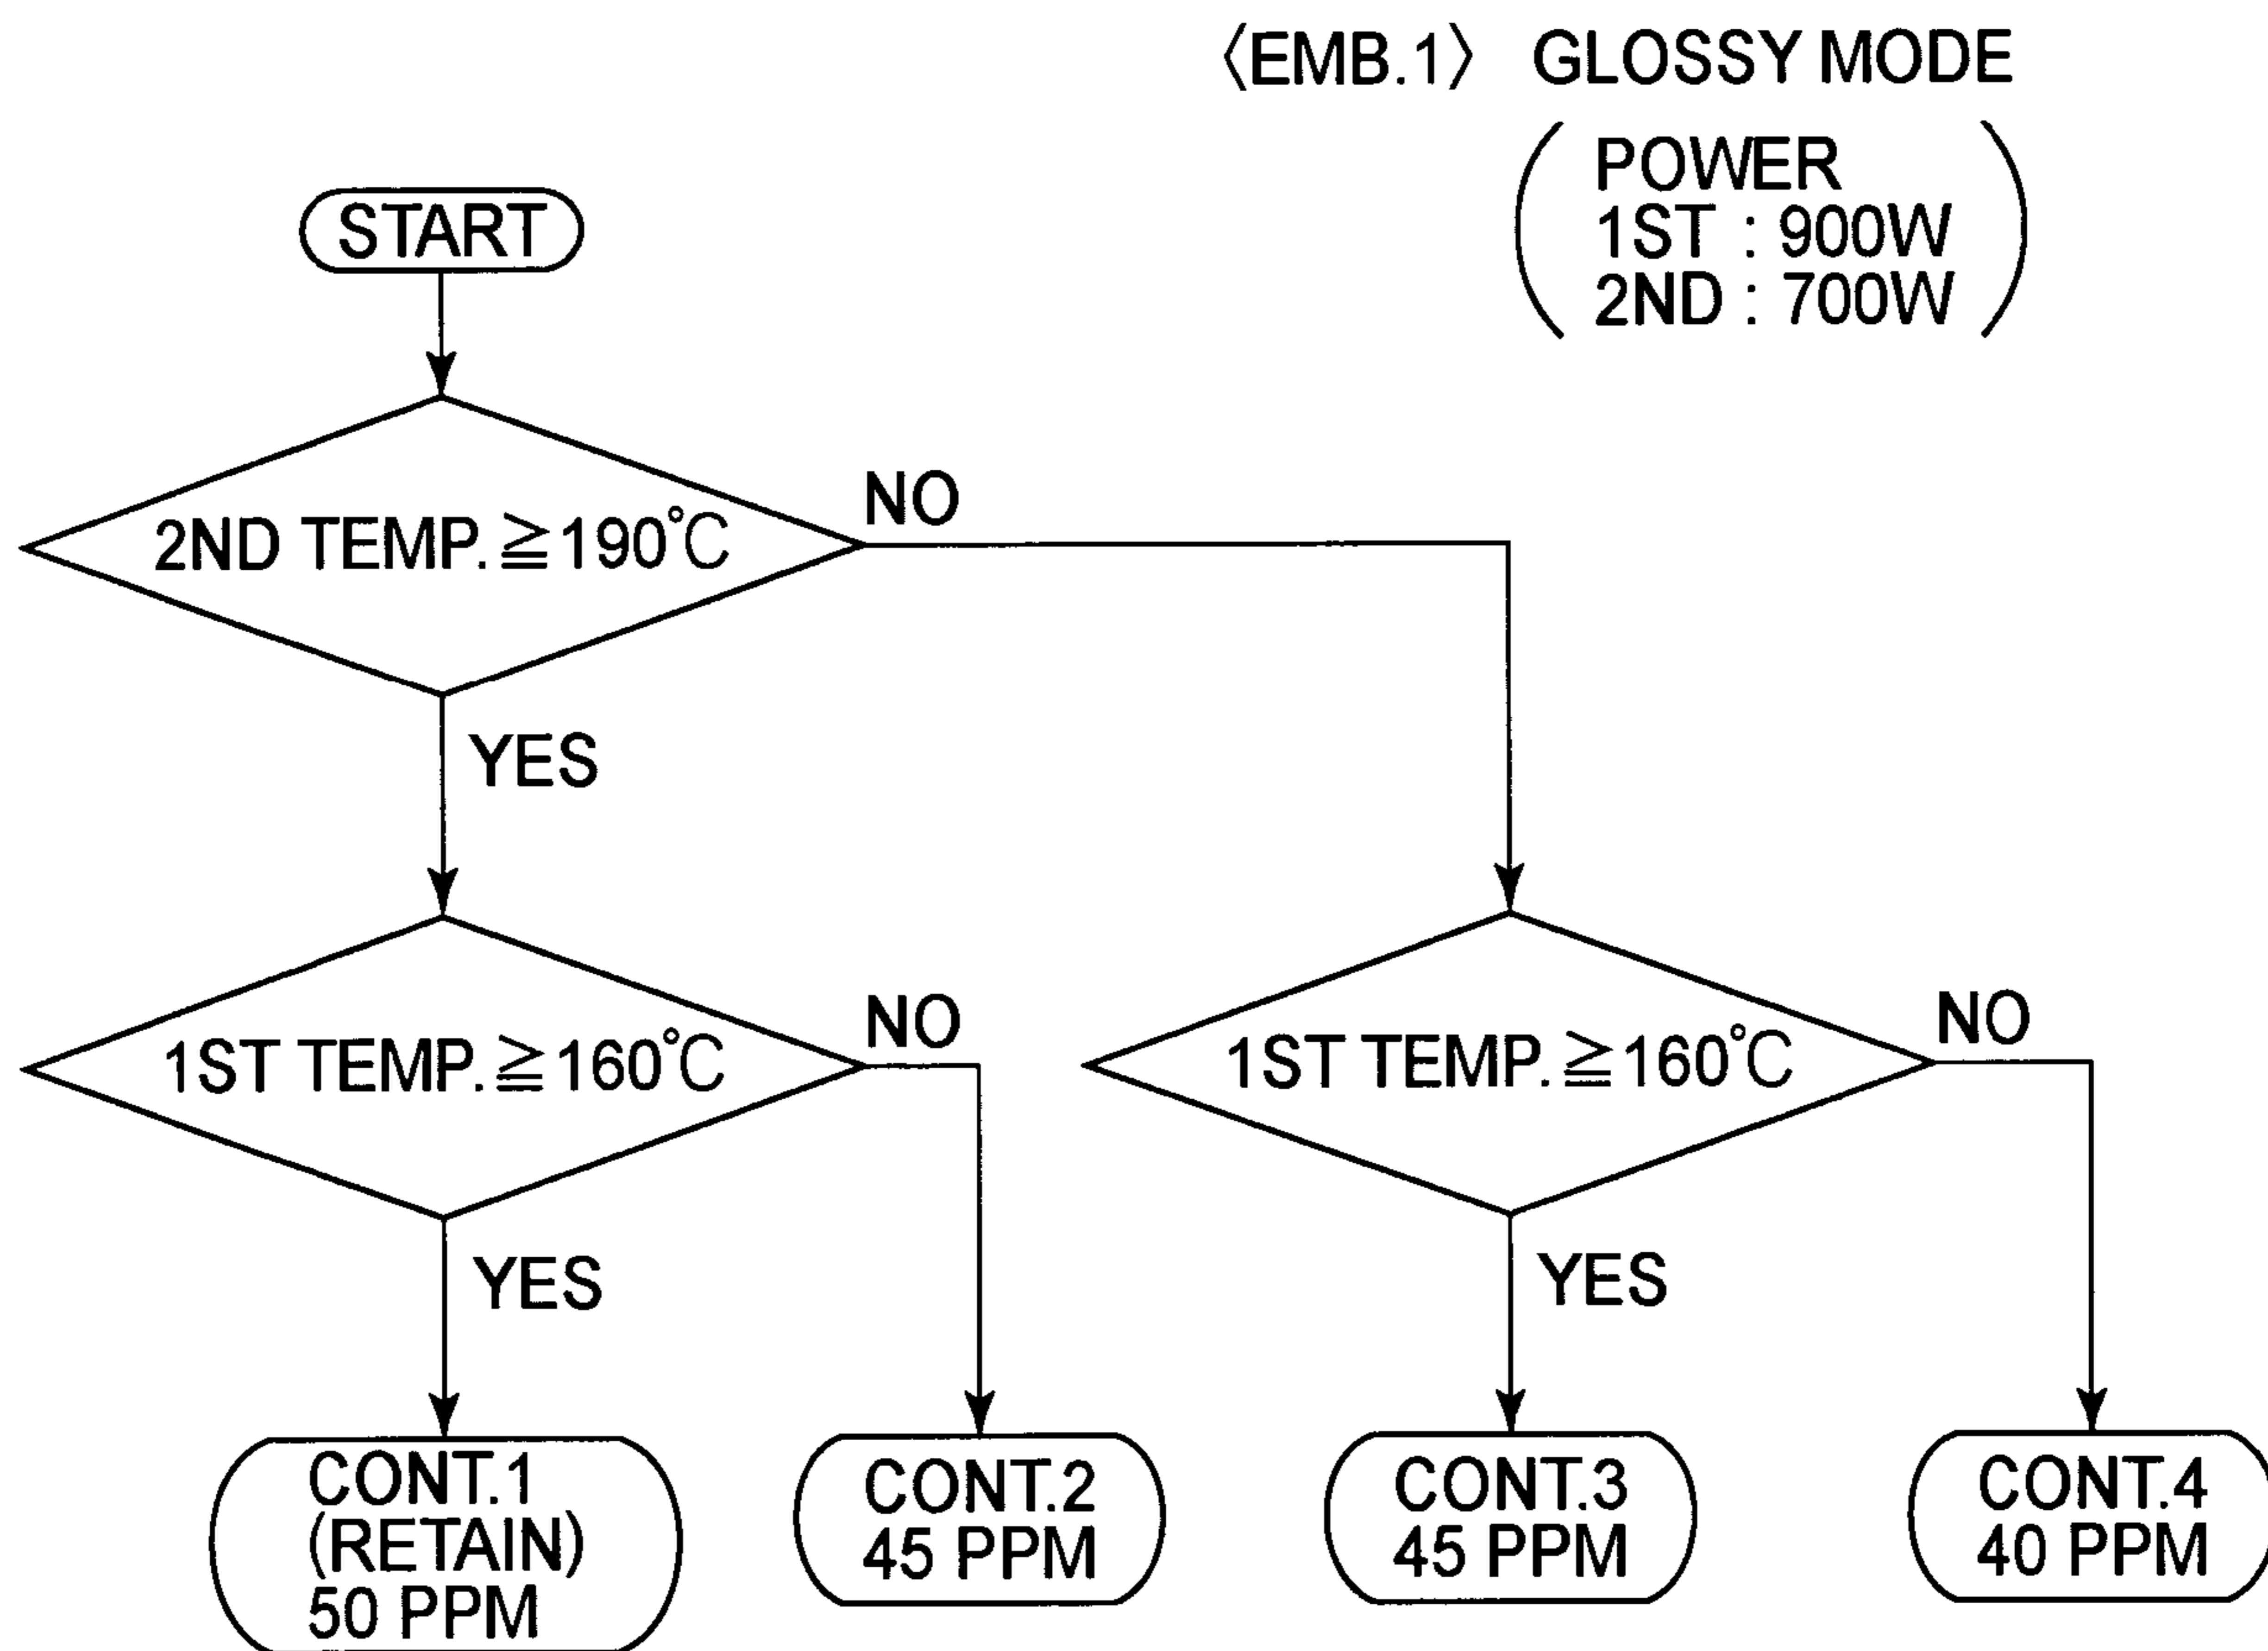 〈EMB.1〉 GLOSSY MODE
POWER
1ST : 900W
2ND : 700W
START
2ND TEMP.≧190°C
NO
YES
1ST TEMP.≧160°C
NO
1ST TEMP.≧160°C
NO
YES
YES
CONT.1
(RETAIN)
50 PPM
CONT.2
45 PPM
CONT.3
45 PPM
CONT.4
40 PPM